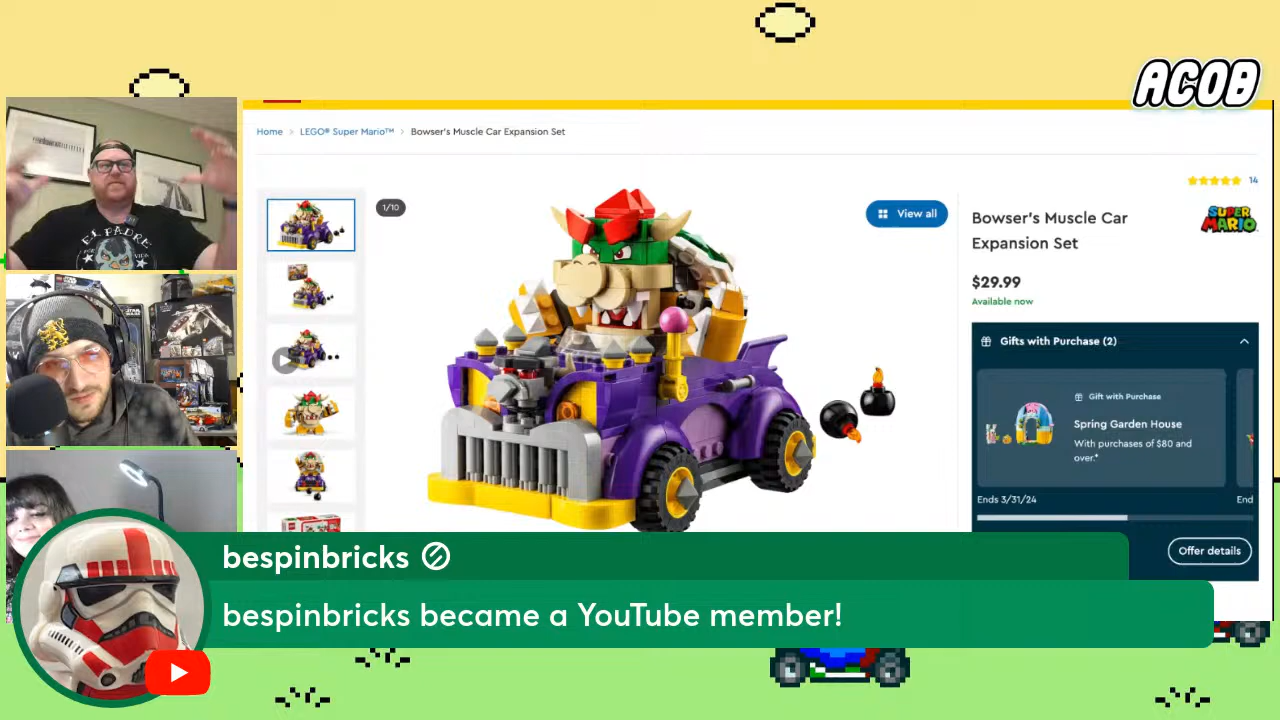 ACOB
Home > LEGO® Super Mario™ > Bowser's Muscle Car Expansion Set
14
1/10
View all
Bowser's Muscle Car
Expansion Set
SUPER
MARIO
$29.99
Available now
Gifts with Purchase (2)
Gift with Purchase
Spring Garden House
With purchases of $80 and
over.*
Ends 3/31/24
End
Offer details
EL PADRE
bespinbricks
bespinbricks became a YouTube member!